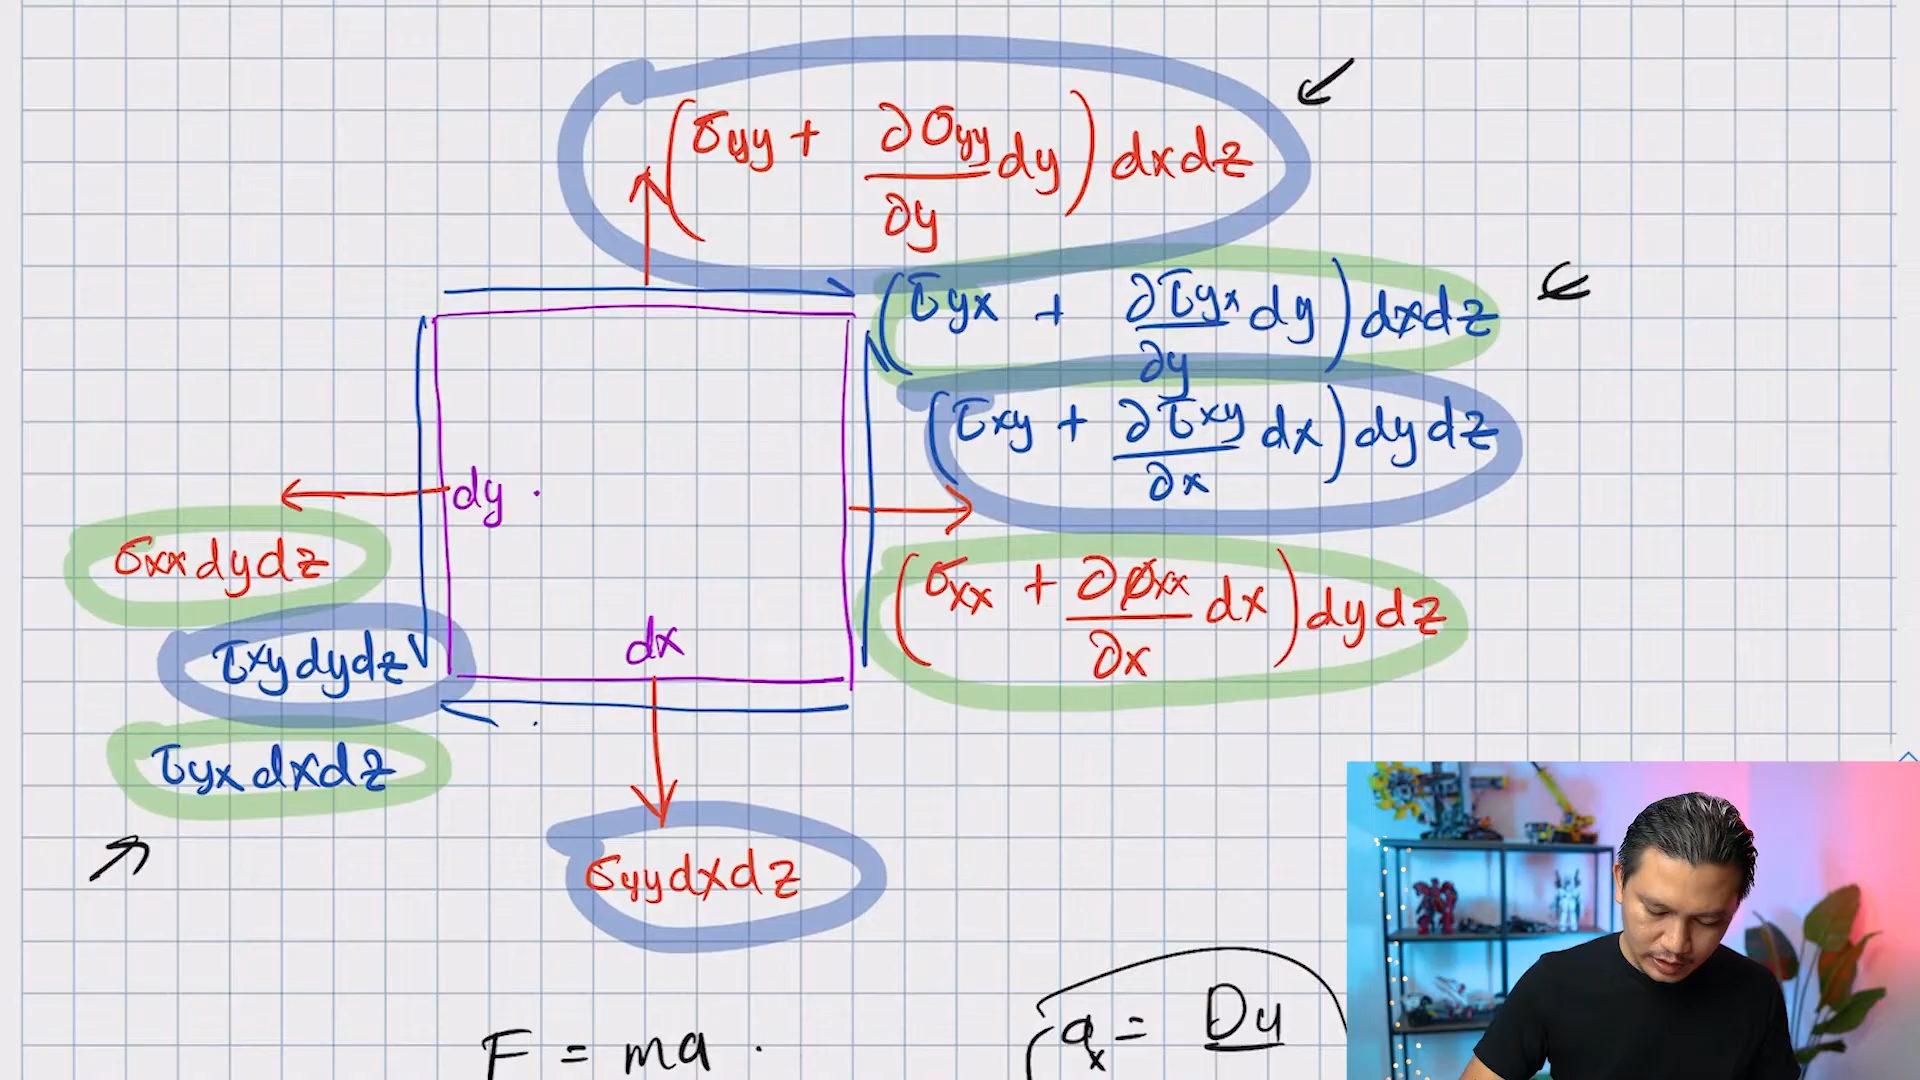 (σyy + ∂σyy/∂y dy) dxdz
(τyx + ∂τyx/∂y dy) dxdz
(τxy + ∂τxy/∂x dx) dydz
dy
σxx dydz
(σxx + ∂σxx/∂x dx) dydz
dx
τxy dydz
τyx dxdz
σyy dxdz
F = ma
ax = Du